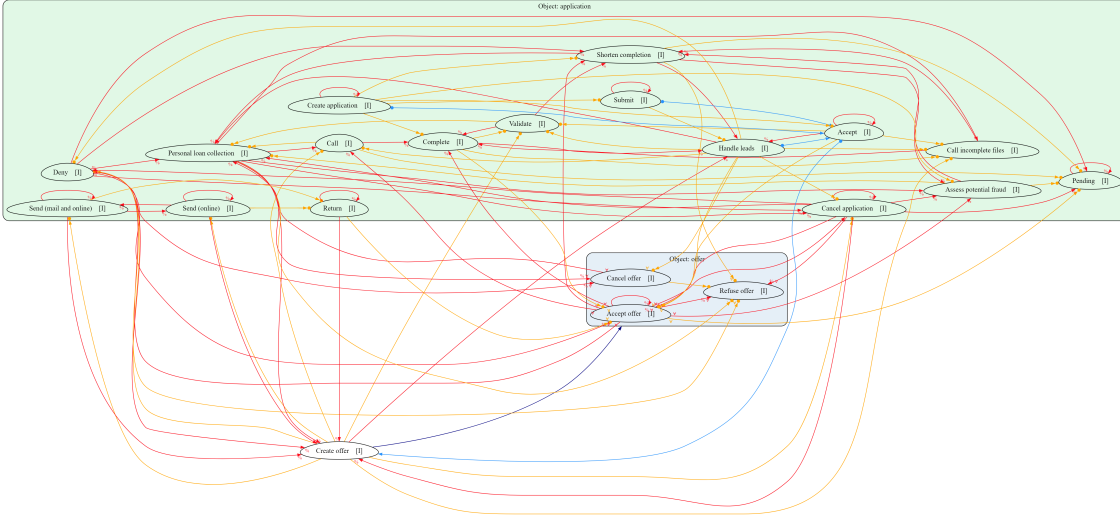 Object: application
Shorten completion [I]
Create application [I]
Submit [I]
Validate [I]
Accept [I]
Personal loan collection [I]
Call [I]
Complete [I]
Handle leads [I]
Call incomplete files [I]
Deny [I]
Pending [I]
Assess potential fraud [I]
Send (mail and online) [I]
Send (online) [I]
Return [I]
Cancel application [I]
Object: offer
Cancel offer [I]
Refuse offer [I]
Accept offer [I]
Create offer [I]